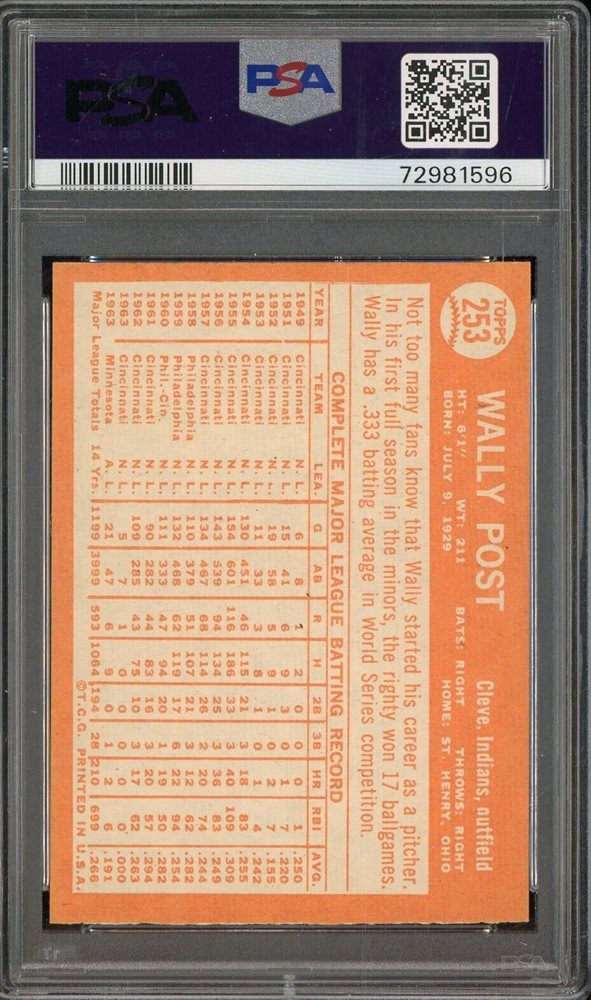 PSA
PSA
72981596
TOPPS
253
WALLY POST
Cleve. Indians, outfield
HT: 6'1" WT: 211 BATS: RIGHT THROWS: RIGHT
BORN: JULY 9, 1929 HOME: ST. HENRY, OHIO
Not too many fans know that Wally started his career as a pitcher.
In his first full season in the minors, the righty won 17 ballgames.
Wally has a .333 batting average in World Series competition.
COMPLETE MAJOR LEAGUE BATTING RECORD
YEAR TEAM LEA. G AB R H 2B 3B HR RBI AVG.
1949 Cincinnati N. L. 6 8 1 2 0 0 0 1 .250
1951 Cincinnati N. L. 15 41 6 9 3 0 1 7 .220
1952 Cincinnati N. L. 19 58 5 9 1 0 2 7 .155
1953 Cincinnati N. L. 11 33 3 8 1 0 1 4 .242
1954 Cincinnati N. L. 130 451 46 115 21 3 18 83 .255
1955 Cincinnati N. L. 154 601 116 186 33 3 40 109 .309
1956 Cincinnati N. L. 143 539 94 134 25 3 36 83 .249
1957 Cincinnati N. L. 134 467 68 114 26 2 20 74 .244
1958 Philadelphia N. L. 110 379 51 107 21 3 12 62 .282
1959 Philadelphia N. L. 132 468 62 119 17 6 22 94 .254
1960 Phil.-Cin. N. L. 111 333 47 94 20 1 19 50 .282
1961 Cincinnati N. L. 90 282 44 83 16 3 20 57 .294
1962 Cincinnati N. L. 109 285 43 75 10 3 17 62 .263
1963 Cincinnati N. L. 5 7 1 0 0 0 0 0 .000
1963 Minnesota A. L. 21 47 6 9 0 1 2 6 .191
Major League Totals 14 Yrs. 1199 3999 593 1064 194 28 210 699 .266
©T.C.G. PRINTED IN U.S.A.
PSA